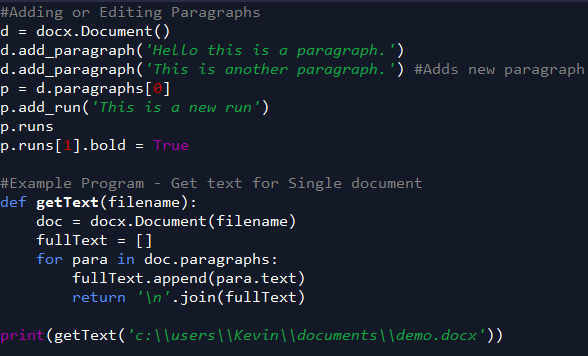 #Adding or Editing Paragraphs
d = docx.Document()
d.add_paragraph('Hello this is a paragraph.')
d.add_paragraph('This is another paragraph.') #Adds new paragraph
p = d.paragraphs[0]
p.add_run('This is a new run')
p.runs
p.runs[1].bold = True

#Example Program - Get text for Single document
def getText(filename):
    doc = docx.Document(filename)
    fullText = []
    for para in doc.paragraphs:
        fullText.append(para.text)
        return '\n'.join(fullText)

print(getText('c:\\users\\Kevin\\documents\\demo.docx'))